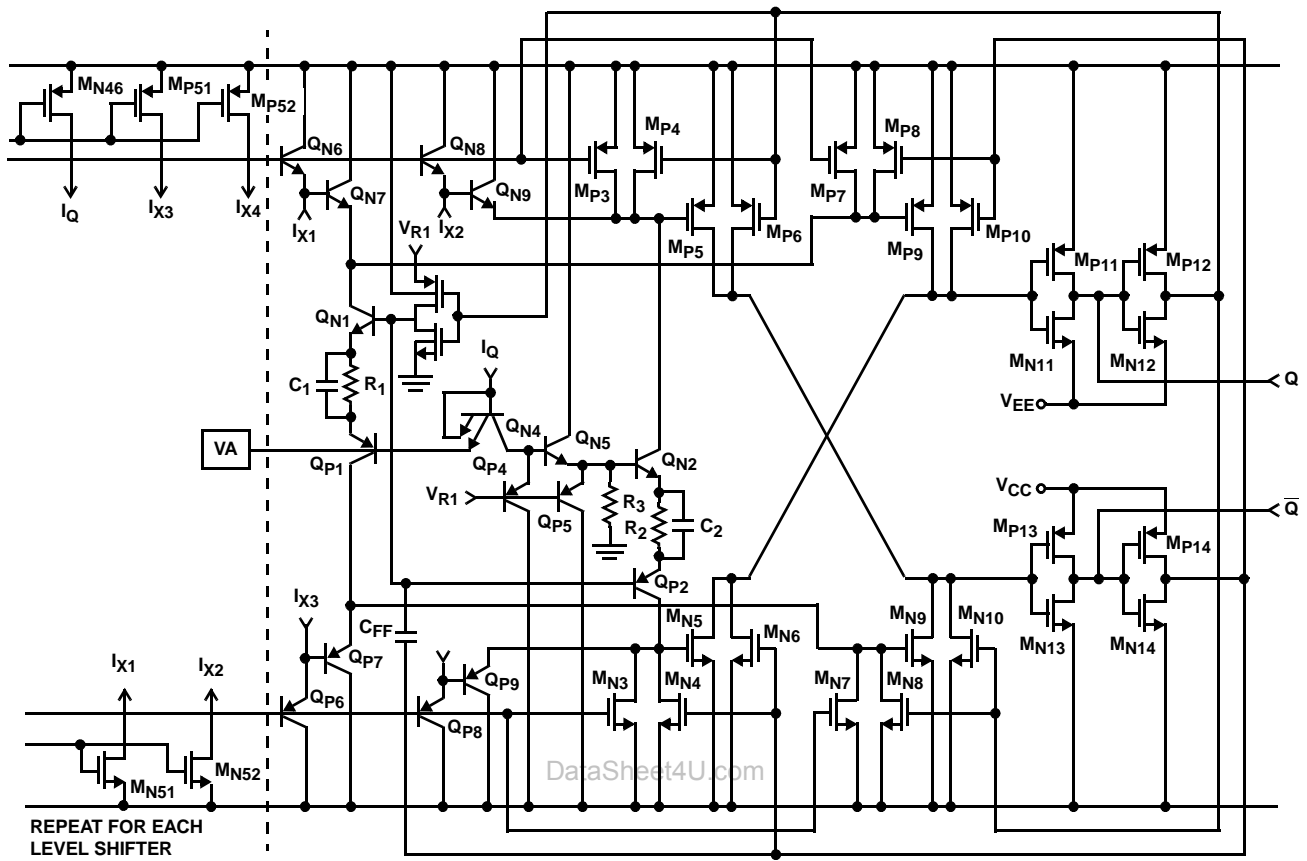 MN46
MP51
MP52
IQ
IX3
IX4
QN6
QN7
IX1
QN8
QN9
IX2
VR1
MP4
MP3
MP5
MP6
MP8
MP7
MP9
MP10
MP11
MP12
MN11
MN12
VEE
Q
QN1
C1
R1
IQ
VA
QP1
QN4
QN5
QN2
QP4
VR1
QP5
R3
R2
C2
QP2
VCC
Q
MP13
MP14
MN13
MN14
IX3
CFF
MN5
MN6
MN9
MN10
QP7
QP9
IX1
IX2
QP6
QP8
MN3
MN4
MN7
MN8
MN51
MN52
DataSheet4U.com
REPEAT FOR EACH
LEVEL SHIFTER